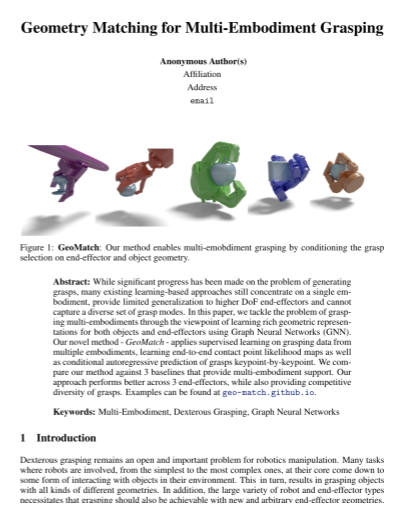 Geometry Matching for Multi-Embodiment Grasping
Anonymous Author(s)
Affiliation
Address
email
Figure 1: GeoMatch: Our method enables multi-emobdiment grasping by conditioning the grasp
selection on end-effector and object geometry.
Abstract: While significant progress has been made on the problem of generating
grasps, many existing learning-based approaches still concentrate on a single em-
bodiment, provide limited generalization to higher DoF end-effectors and cannot
capture a diverse set of grasp modes. In this paper, we tackle the problem of grasp-
ing multi-embodiments through the viewpoint of learning rich geometric represen-
tations for both objects and end-effectors using Graph Neural Networks (GNN).
Our novel method - GeoMatch - applies supervised learning on grasping data from
multiple embodiments, learning end-to-end contact point likelihood maps as well
as conditional autoregressive prediction of grasps keypoint-by-keypoint. We com-
pare our method against 3 baselines that provide multi-embodiment support. Our
approach performs better across 3 end-effectors, while also providing competitive
diversity of grasps. Examples can be found at geo-match.github.io.
Keywords: Multi-Embodiment, Dexterous Grasping, Graph Neural Networks
1 Introduction
Dexterous grasping remains an open and important problem for robotics manipulation. Many tasks
where robots are involved, from the simplest to the most complex ones, at their core come down to
some form of interacting with objects in their environment. This in turn, results in grasping objects
with all kinds of different geometries. In addition, the large variety of robot and end-effector types
necessitates that grasping should also be achievable with new and arbitrary end-effector geometries.